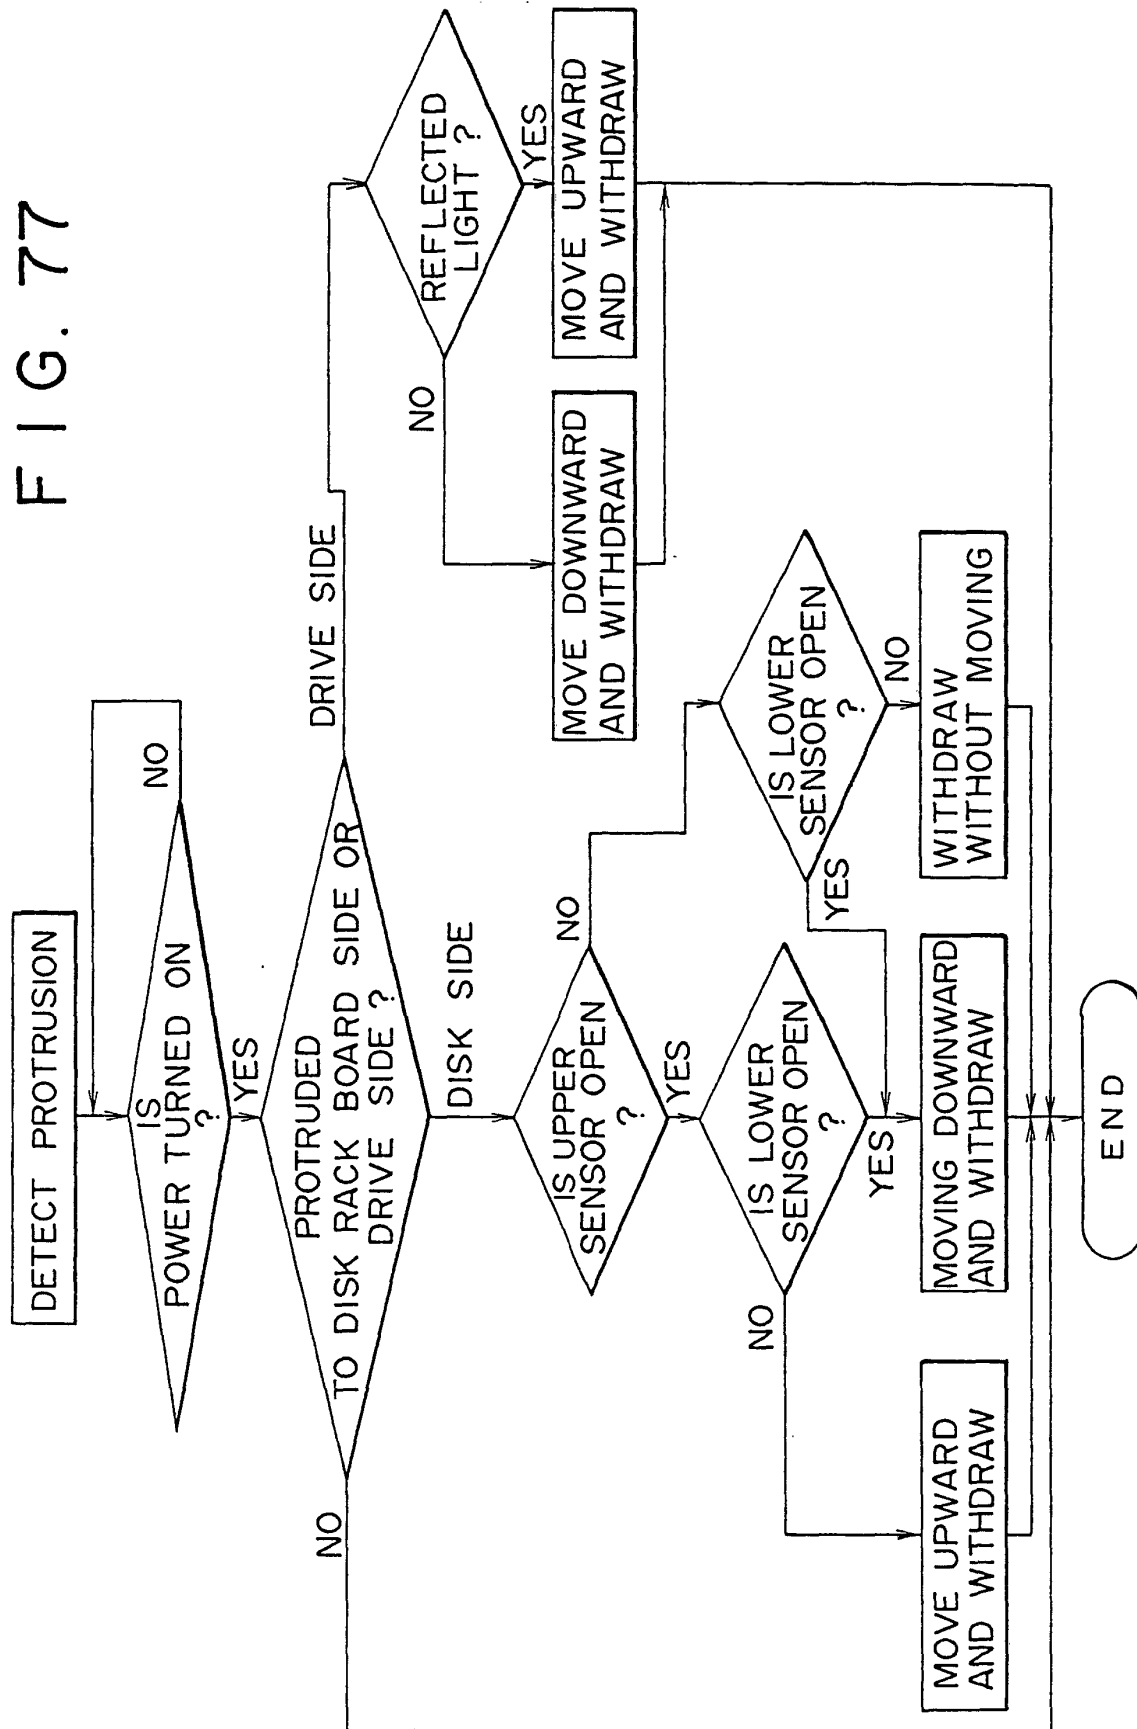 FIG. 77
DETECT PROTRUSION
IS
POWER TURNED ON
?
NO
YES
PROTRUDED
TO DISK RACK BOARD SIDE OR
DRIVE SIDE ?
NO
DRIVE SIDE
DISK SIDE
REFLECTED
LIGHT ?
NO
YES
MOVE DOWNWARD
AND WITHDRAW
MOVE UPWARD
AND WITHDRAW
IS UPPER
SENSOR OPEN
?
NO
YES
IS LOWER
SENSOR OPEN
?
NO
YES
IS LOWER
SENSOR OPEN
?
YES
NO
MOVE UPWARD
AND WITHDRAW
MOVING DOWNWARD
AND WITHDRAW
WITHDRAW
WITHOUT MOVING
END